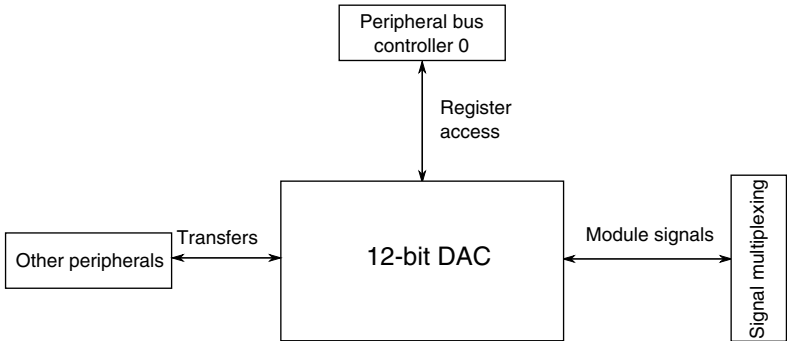 Peripheral bus
controller 0
Register
access
Other peripherals
Transfers
12-bit DAC
Module signals
Signal multiplexing